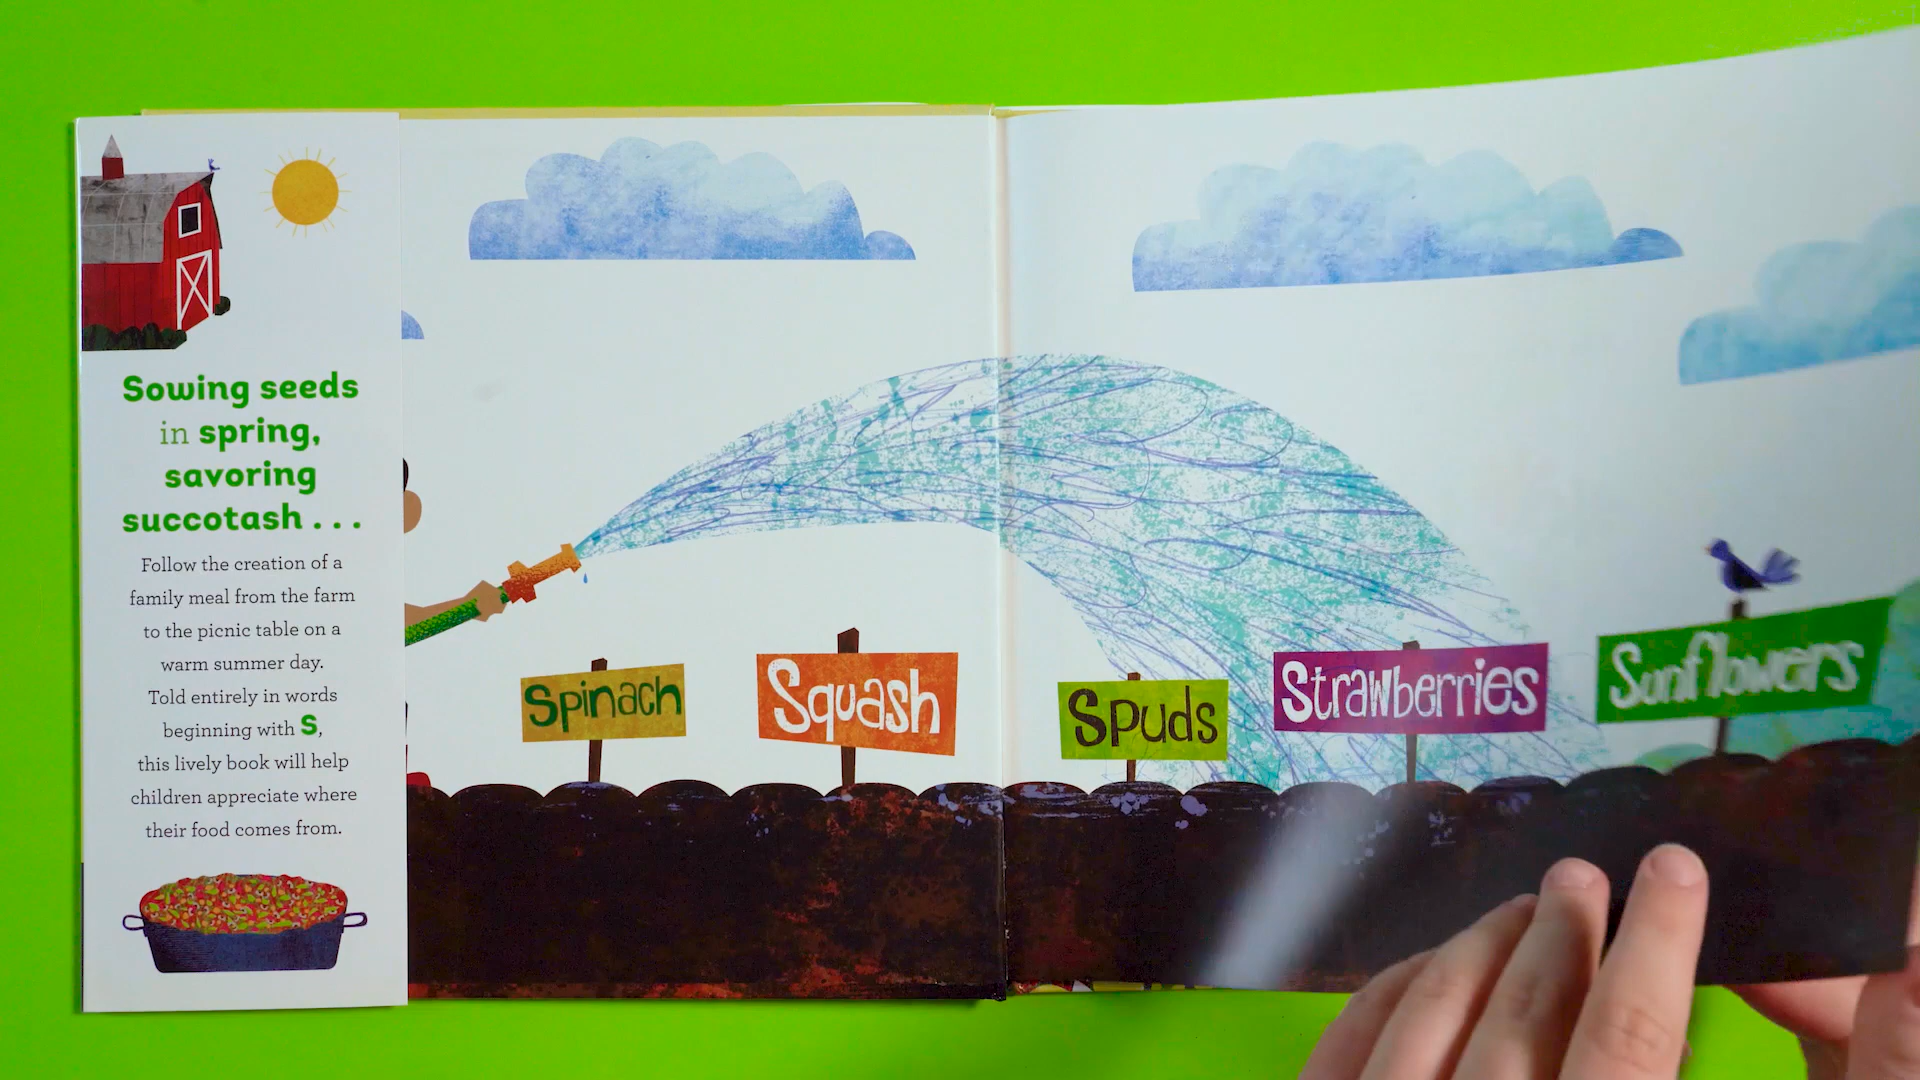 Sowing seeds
in spring,
savoring
succotash . . .
Follow the creation of a
family meal from the farm
to the picnic table on a
warm summer day.
Told entirely in words
beginning with S,
this lively book will help
children appreciate where
their food comes from.
Spinach
Squash
Spuds
Strawberries
Sunflowers